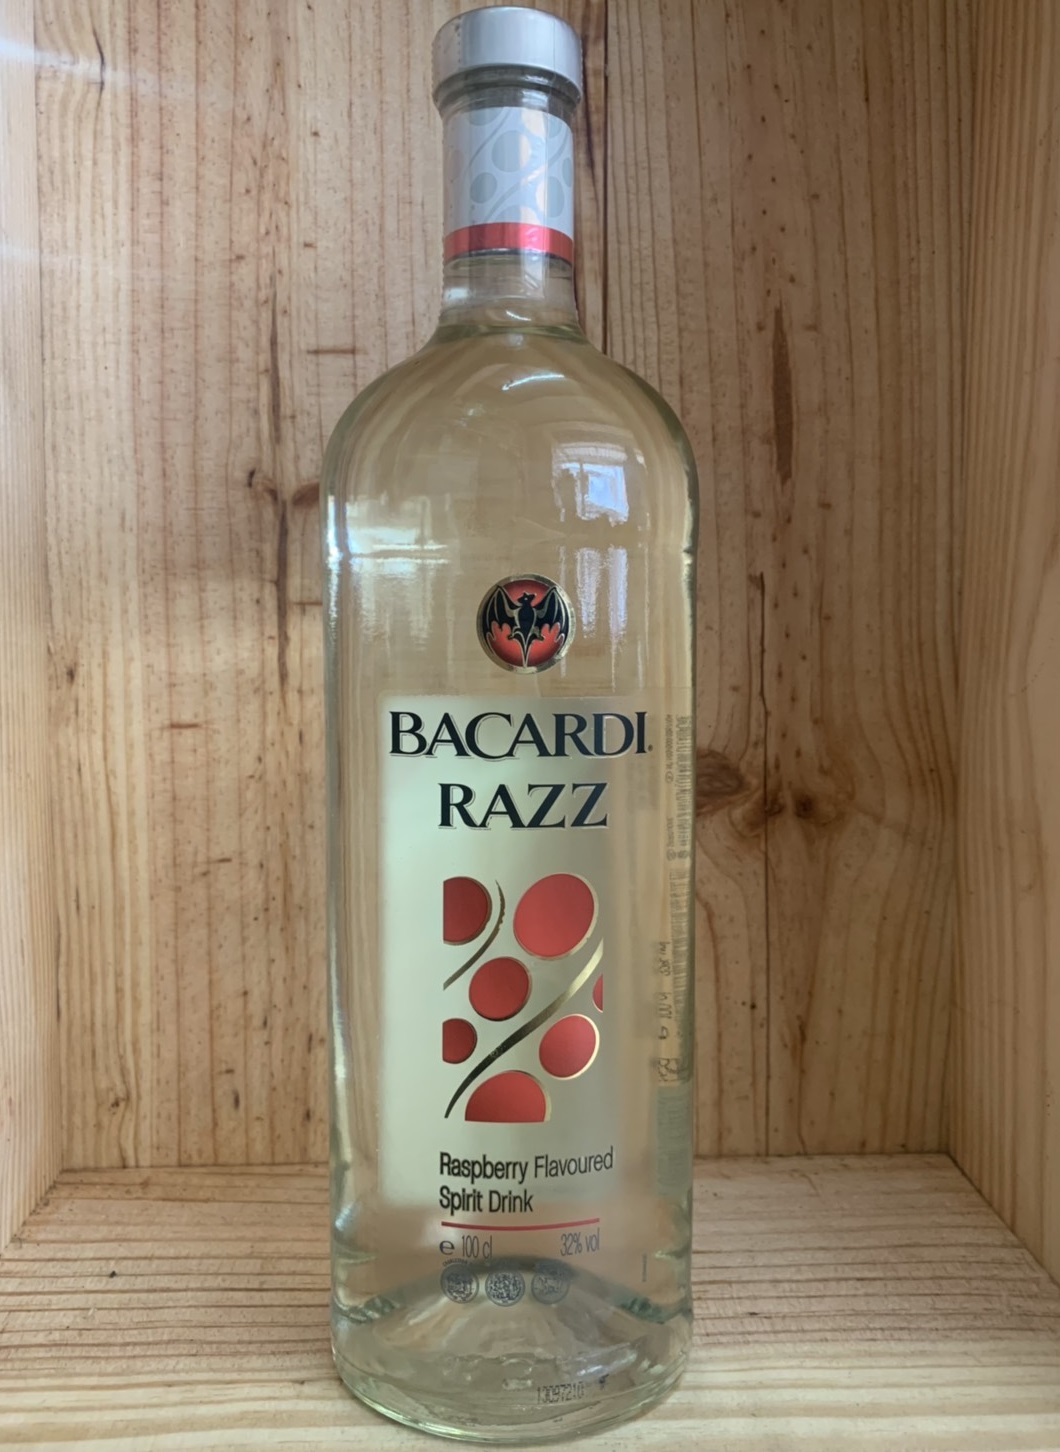 BACARDI
RAZZ
Raspberry Flavoured
Spirit Drink
e 100 cl 32% vol